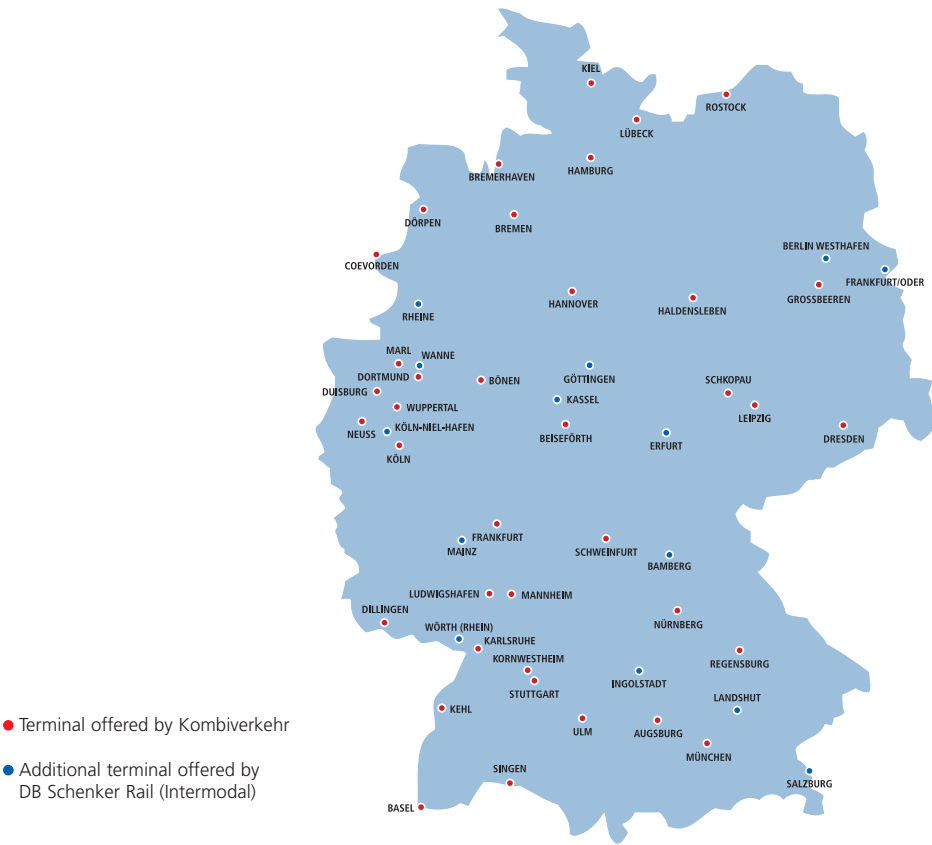 KIEL
ROSTOCK
LÜBECK
HAMBURG
BREMERHAVEN
DÖRPEN
BREMEN
BERLIN WESTHAFEN
COEVORDEN
FRANKFURT/ODER
GROSSBEEREN
HANNOVER
HALDENSLEBEN
RHEINE
MARL
WANNE
DORTMUND
BÖNEN
GÖTTINGEN
SCHKOPAU
DUISBURG
KASSEL
WUPPERTAL
LEIPZIG
NEUSS
KÖLN-NIEL-HAFEN
BEISEFÖRTH
ERFURT
DRESDEN
KÖLN
FRANKFURT
MAINZ
SCHWEINFURT
BAMBERG
LUDWIGSHAFEN
MANNHEIM
DILLINGEN
WÖRTH (RHEIN)
NÜRNBERG
KARLSRUHE
KORNWESTHEIM
REGENSBURG
STUTTGART
INGOLSTADT
LANDSHUT
KEHL
ULM
AUGSBURG
MÜNCHEN
SINGEN
SALZBURG
BASEL
Terminal offered by Kombiverkehr
Additional terminal offered by
DB Schenker Rail (Intermodal)